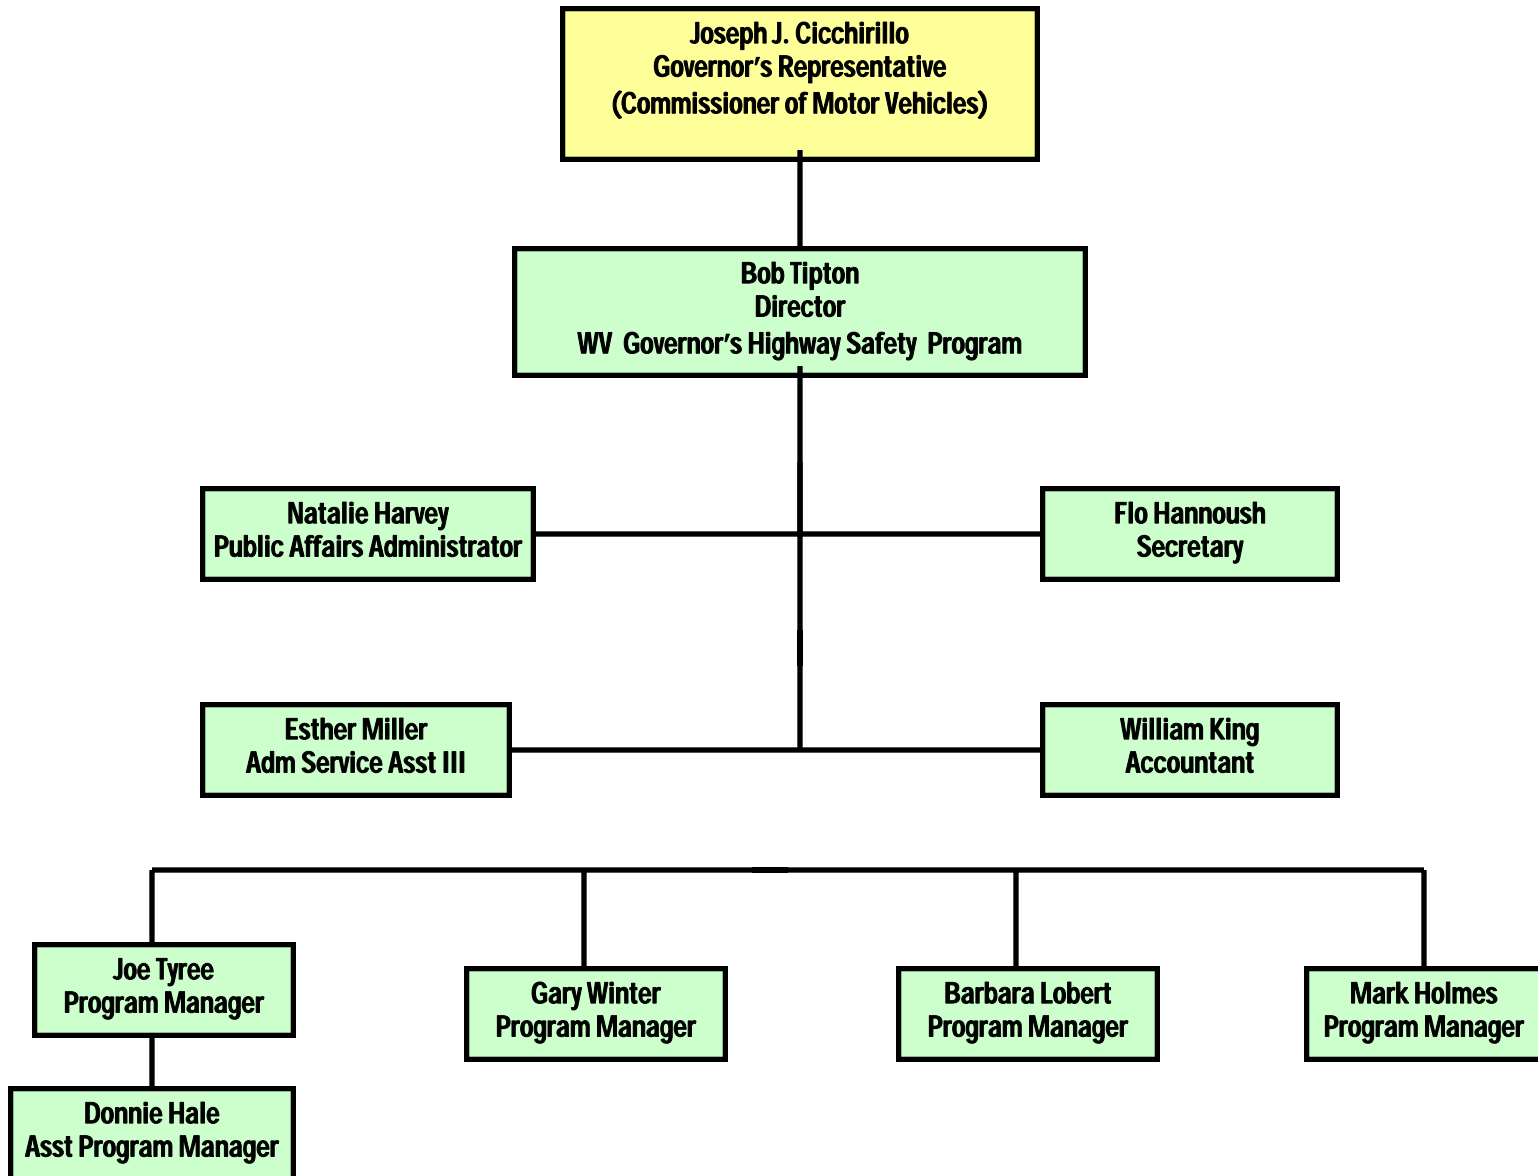 Joseph J. Cicchirillo
Governor's Representative
(Commissioner of Motor Vehicles)
Bob Tipton
Director
WV Governor's Highway Safety Program
Natalie Harvey
Public Affairs Administrator
Flo Hannoush
Secretary
Esther Miller
Adm Service Asst III
William King
Accountant
Joe Tyree
Program Manager
Gary Winter
Program Manager
Barbara Lobert
Program Manager
Mark Holmes
Program Manager
Donnie Hale
Asst Program Manager